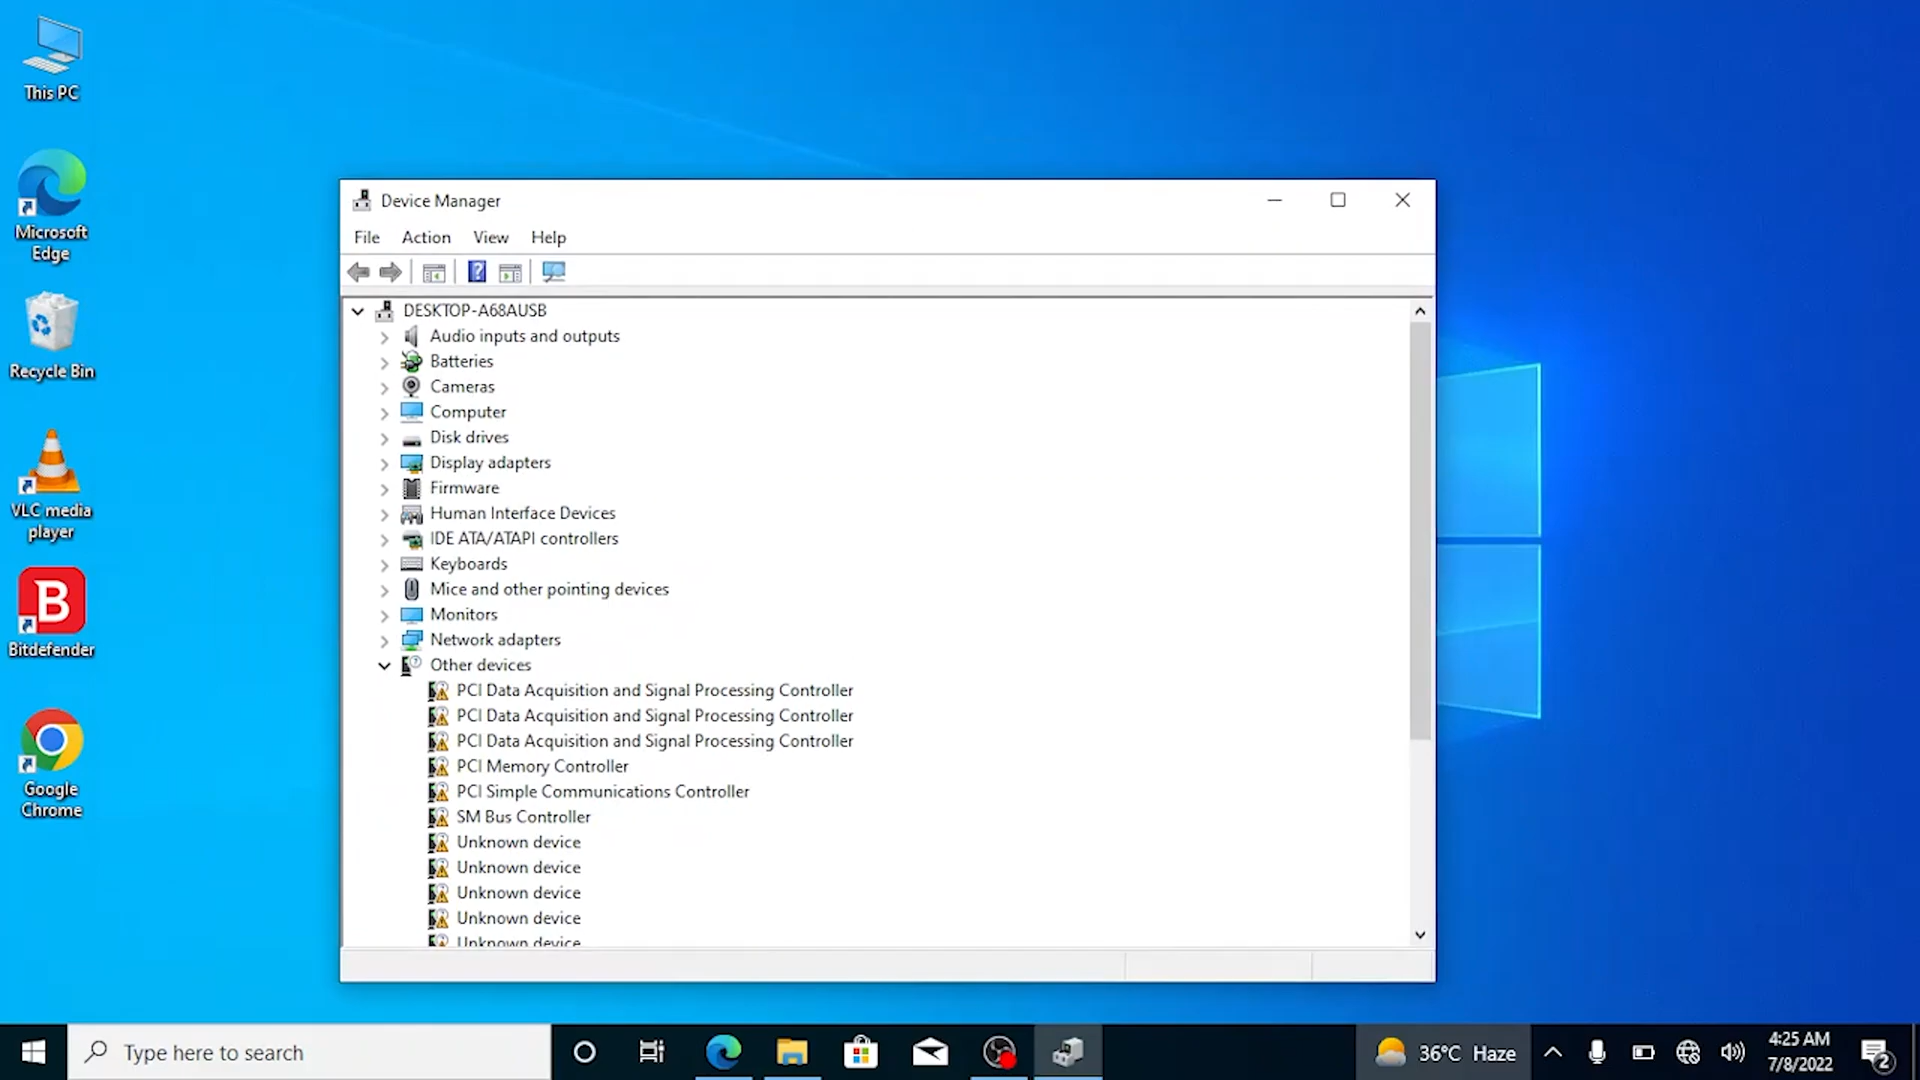 This PC
Microsoft
Edge
Recycle Bin
VLC media
player
Bitdefender
Google
Chrome
Device Manager
File Action View Help
DESKTOP-A68AUSB
Audio inputs and outputs
Batteries
Cameras
Computer
Disk drives
Display adapters
Firmware
Human Interface Devices
IDE ATA/ATAPI controllers
Keyboards
Mice and other pointing devices
Monitors
Network adapters
Other devices
PCI Data Acquisition and Signal Processing Controller
PCI Data Acquisition and Signal Processing Controller
PCI Data Acquisition and Signal Processing Controller
PCI Memory Controller
PCI Simple Communications Controller
SM Bus Controller
Unknown device
Unknown device
Unknown device
Unknown device
Unknown device
Type here to search
36°C Haze
4:25 AM
7/8/2022
2